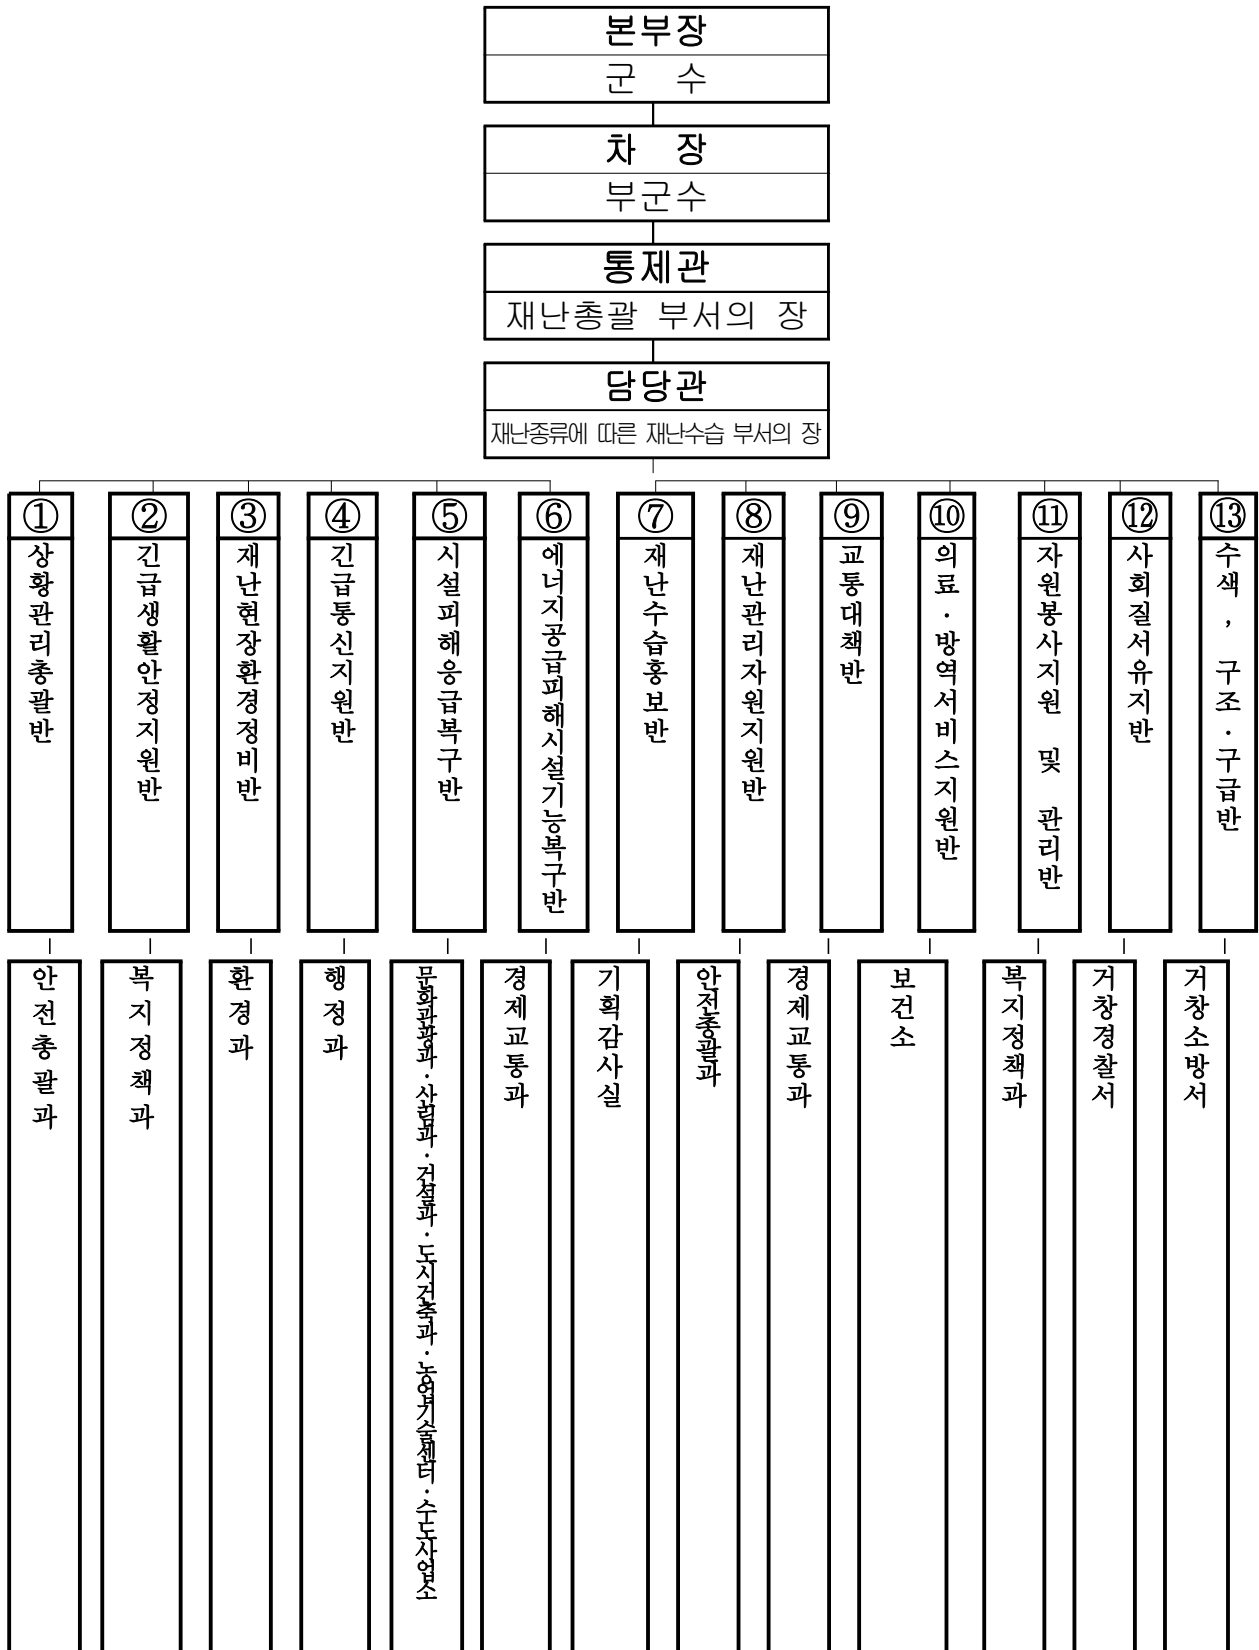 본부장
군 수
차 장
부군수
통제관
재난총괄 부서의 장
담당관
재난종류에 따른 재난수습 부서의 장
①
상황관리총괄반
②
긴급생활안정지원반
③
재난현장환경정비반
④
긴급통신지원반
⑤
시설피해응급복구반
⑥
에너지공급피해시설기능복구반
⑦
재난수습홍보반
⑧
재난관리자원지원반
⑨
교통대책반
⑩
의료·방역서비스지원반
⑪
자원봉사지원 및 관리반
⑫
사회질서유지반
⑬
수색, 구조·구급반
안전총괄과
복지정책과
환경과
행정과
문화관광과·산림과·건설과·도시건축과·농업기술센터·수도사업소
경제교통과
기획감사실
안전총괄과
경제교통과
보건소
복지정책과
거창경찰서
거창소방서